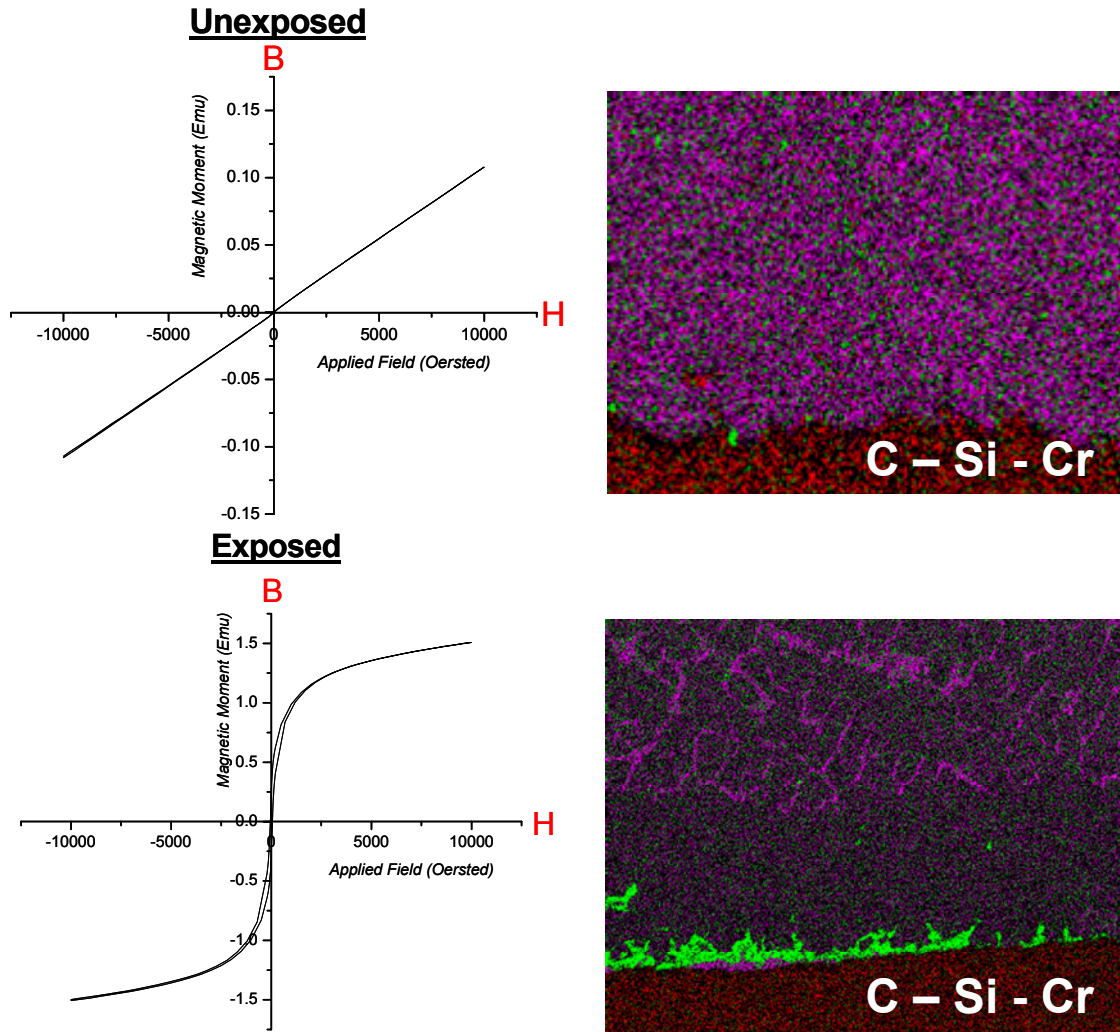 Unexposed
B
Magnetic Moment (Emu)
0.15
0.10
0.05
0.00
-10000 -5000 0 5000 10000
H
Applied Field (Oersted)
-0.05
-0.10
-0.15
C – Si - Cr
Exposed
B
Magnetic Moment (Emu)
1.5
1.0
0.5
0.0
-10000 -5000 0 5000 10000
H
Applied Field (Oersted)
-0.5
-1.0
-1.5
C – Si - Cr